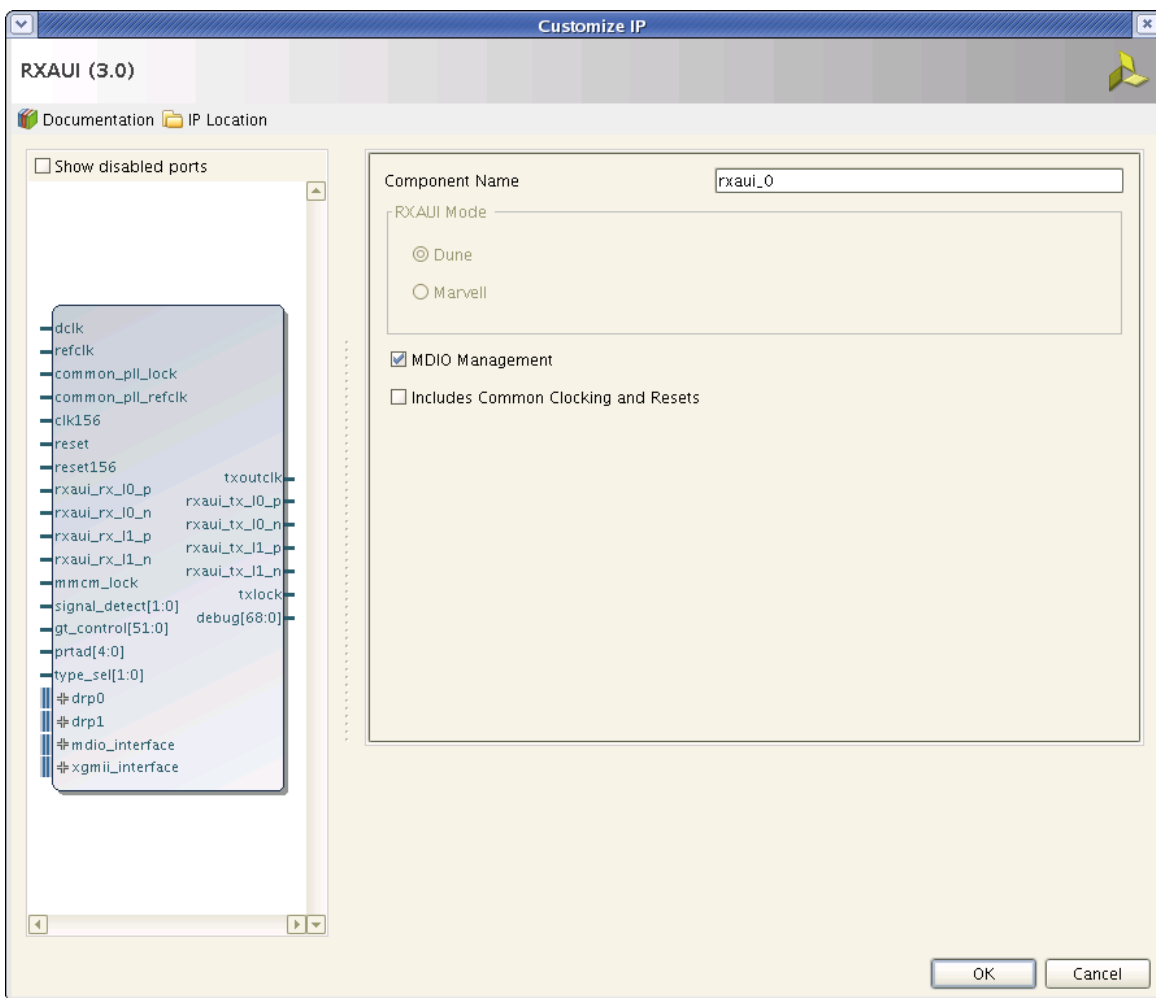 Customize IP
RXAUI (3.0)
Documentation IP Location
Show disabled ports
dclk
refclk
common_pll_lock
common_pll_refclk
clk156
reset
reset156
rxaui_rx_l0_p
rxaui_rx_l0_n
rxaui_rx_l1_p
rxaui_rx_l1_n
mmcm_lock
signal_detect[1:0]
gt_control[51:0]
prtad[4:0]
type_sel[1:0]
drp0
drp1
mdio_interface
xgmii_interface
txoutclk
rxaui_tx_l0_p
rxaui_tx_l0_n
rxaui_tx_l1_p
rxaui_tx_l1_n
txlock
debug[68:0]
Component Name rxaui_0
RXAUI Mode
Dune
Marvell
MDIO Management
Includes Common Clocking and Resets
OK Cancel